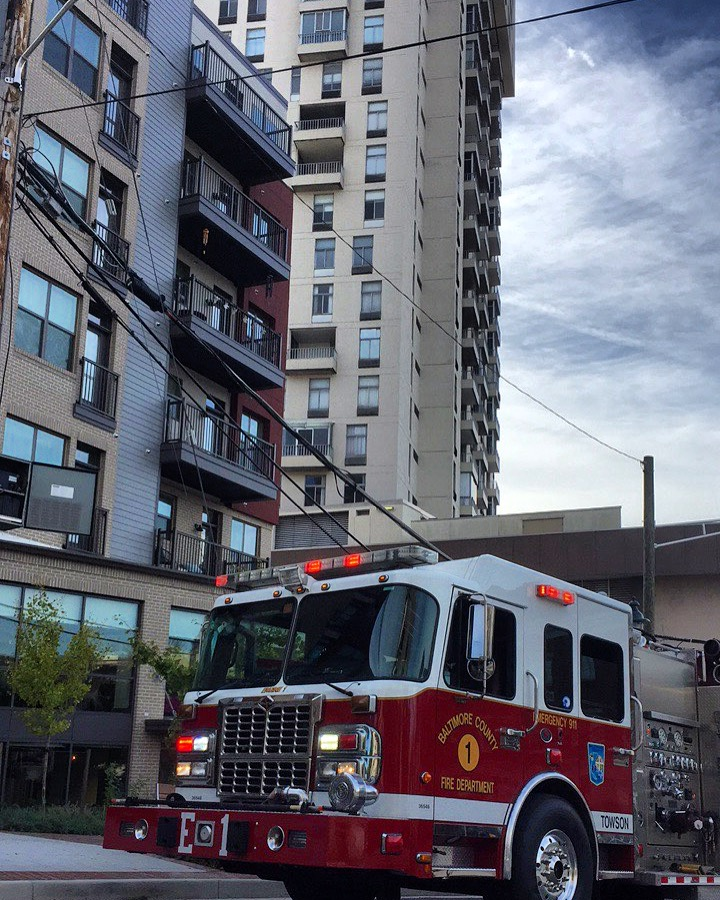 BALTIMORE COUNTY
1
FIRE DEPARTMENT
EMERGENCY 911
TOWSON
E 1